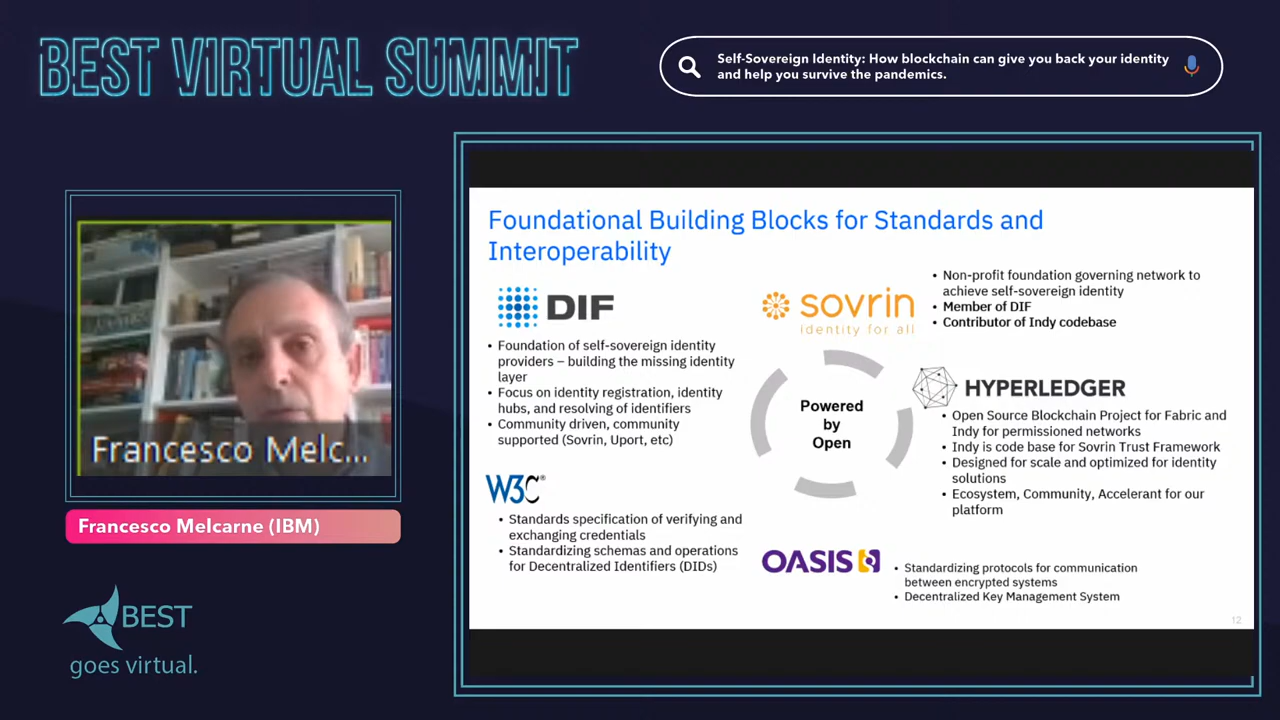 BEST VIRTUAL SUMMIT
Self-Sovereign Identity: How blockchain can give you back your identity
and help you survive the pandemics.
Francesco Melc...
Francesco Melcarne (IBM)
BEST
goes virtual.
Foundational Building Blocks for Standards and
Interoperability
DIF
• Foundation of self-sovereign identity
providers – building the missing identity
layer
• Focus on identity registration, identity
hubs, and resolving of identifiers
• Community driven, community
supported (Sovrin, Uport, etc)
W3C®
• Standards specification of verifying and
exchanging credentials
• Standardizing schemas and operations
for Decentralized Identifiers (DIDs)
sovrin
identity for all
• Non-profit foundation governing network to
achieve self-sovereign identity
• Member of DIF
• Contributor of Indy codebase
Powered
by
Open
HYPERLEDGER
• Open Source Blockchain Project for Fabric and
Indy for permissioned networks
• Indy is code base for Sovrin Trust Framework
• Designed for scale and optimized for identity
solutions
• Ecosystem, Community, Accelerant for our
platform
OASIS
• Standardizing protocols for communication
between encrypted systems
• Decentralized Key Management System
12